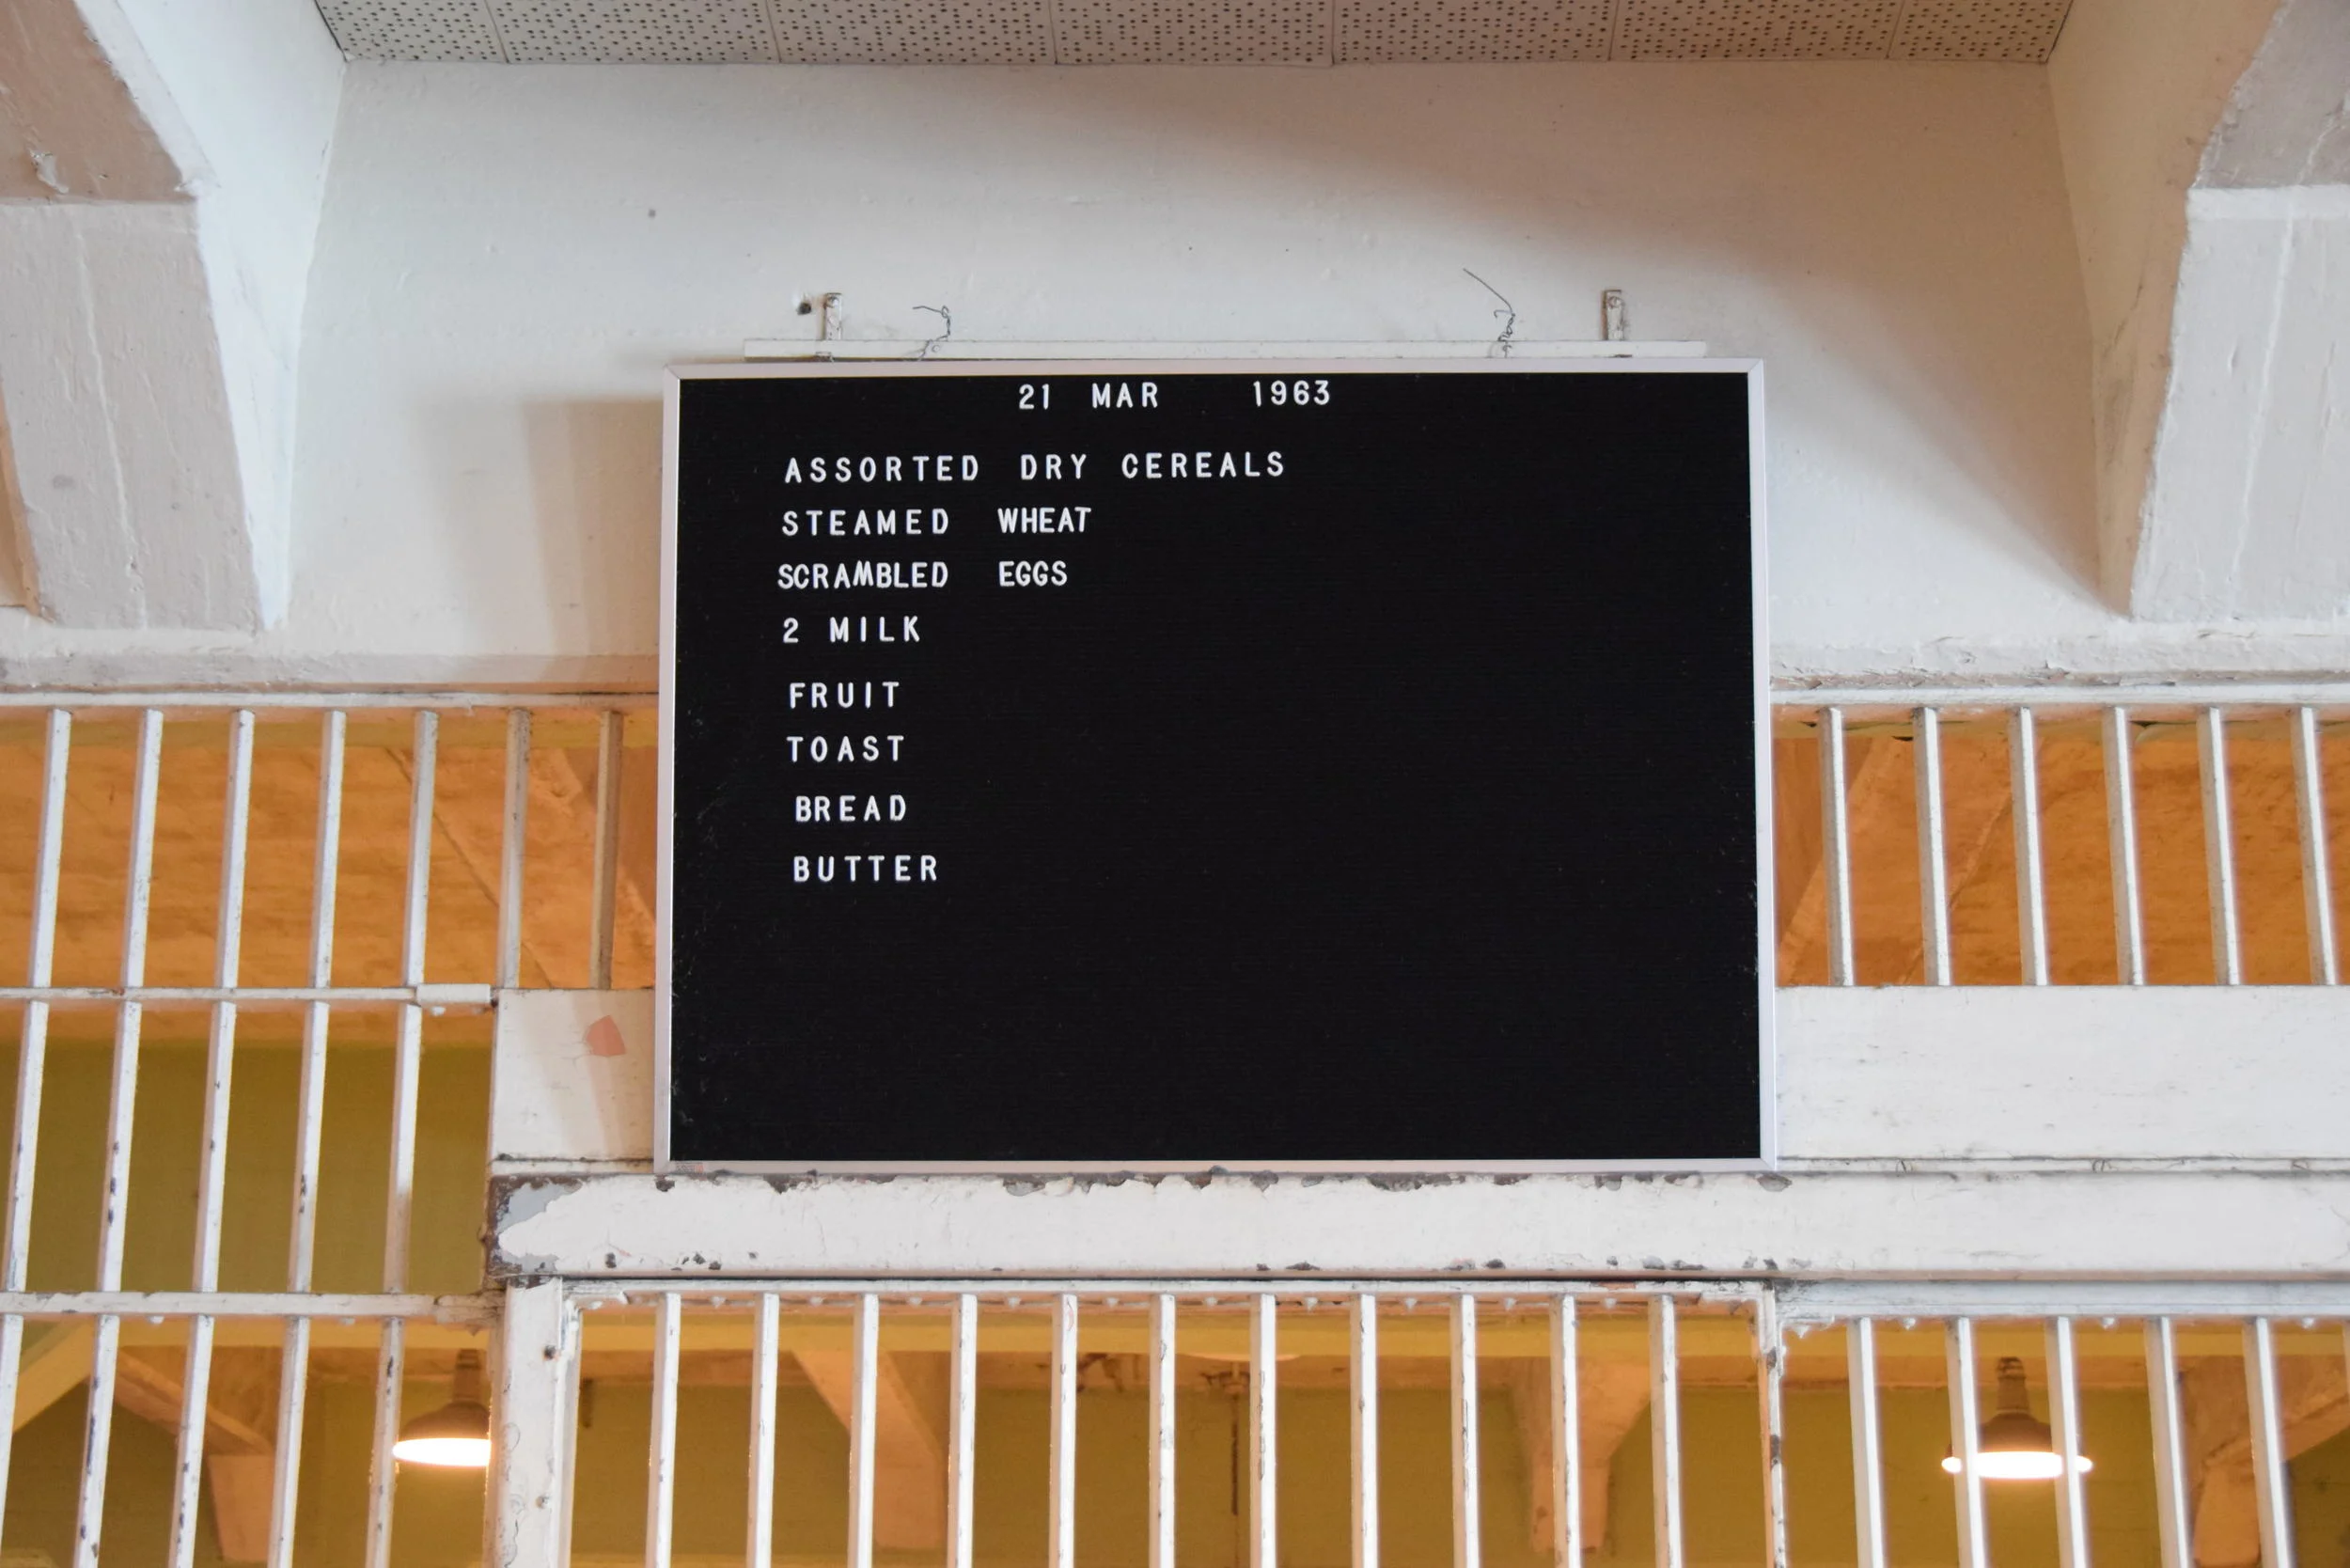 21 MAR 1963
ASSORTED DRY CEREALS
STEAMED WHEAT
SCRAMBLED EGGS
2 MILK
FRUIT
TOAST
BREAD
BUTTER